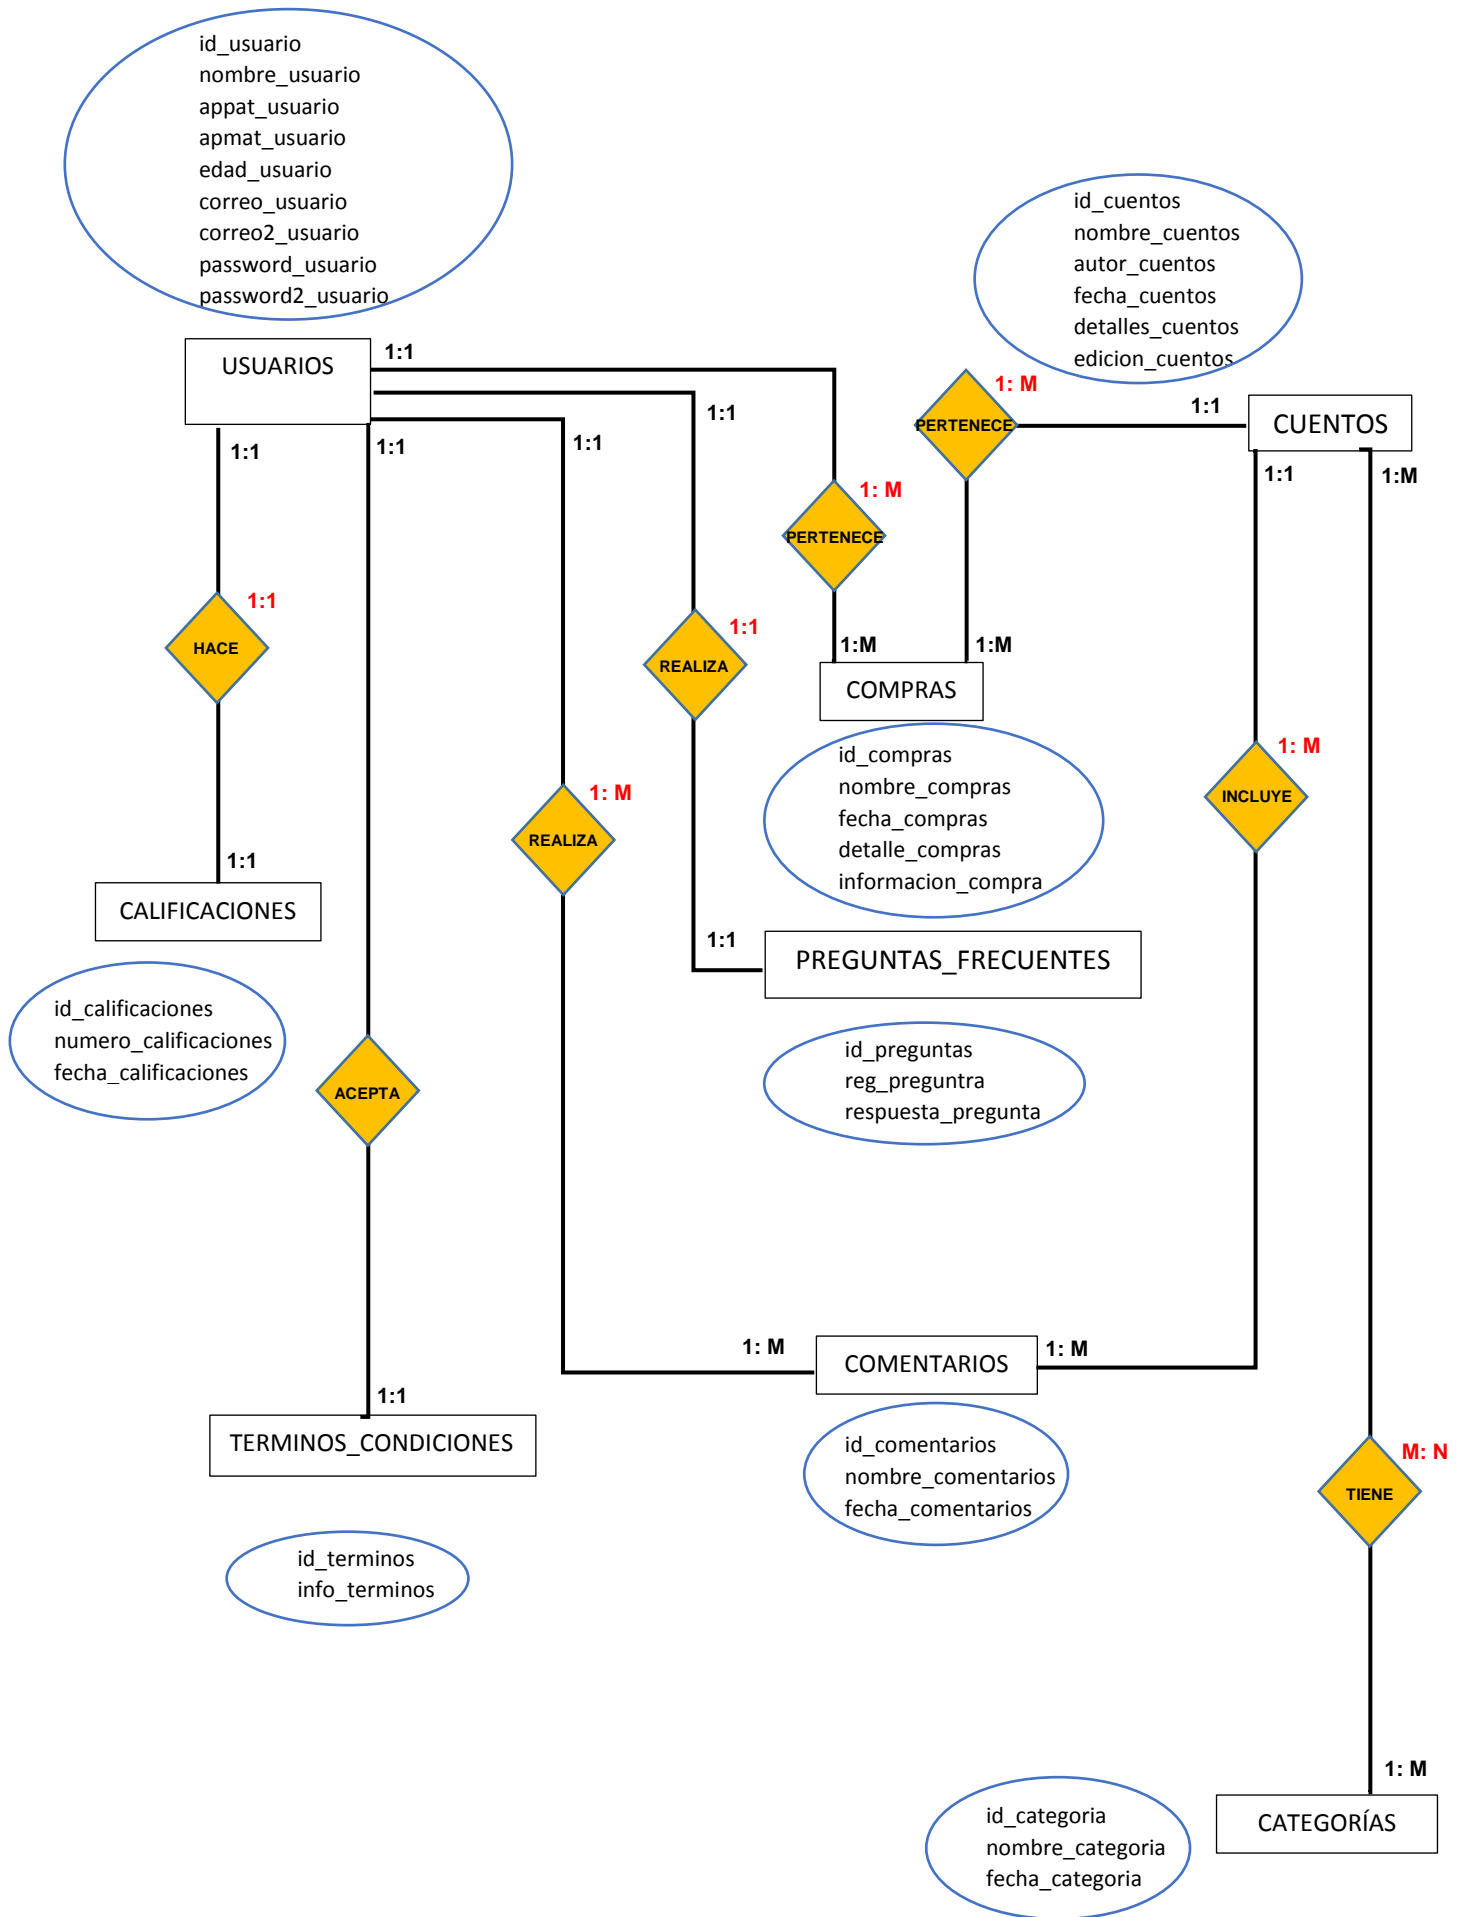 id_usuario
nombre_usuario
appat_usuario
apmat_usuario
edad_usuario
correo_usuario
correo2_usuario
password_usuario
password2_usuario
id_cuentos
nombre_cuentos
autor_cuentos
fecha_cuentos
detalles_cuentos
edicion_cuentos
USUARIOS
1:1
1:1
1:1
1:1
1:1
PERTENECE
1: M
1:1
CUENTOS
1:1
1:M
PERTENECE
1: M
HACE
1:1
REALIZA
1:1
1:M
1:M
COMPRAS
id_compras
nombre_compras
fecha_compras
detalle_compras
informacion_compra
INCLUYE
1: M
REALIZA
1: M
1:1
CALIFICACIONES
id_calificaciones
numero_calificaciones
fecha_calificaciones
1:1
PREGUNTAS_FRECUENTES
id_preguntas
reg_preguntra
respuesta_pregunta
ACEPTA
1: M
COMENTARIOS
1: M
id_comentarios
nombre_comentarios
fecha_comentarios
1:1
TERMINOS_CONDICIONES
id_terminos
info_terminos
M: N
TIENE
1: M
CATEGORÍAS
id_categoria
nombre_categoria
fecha_categoria